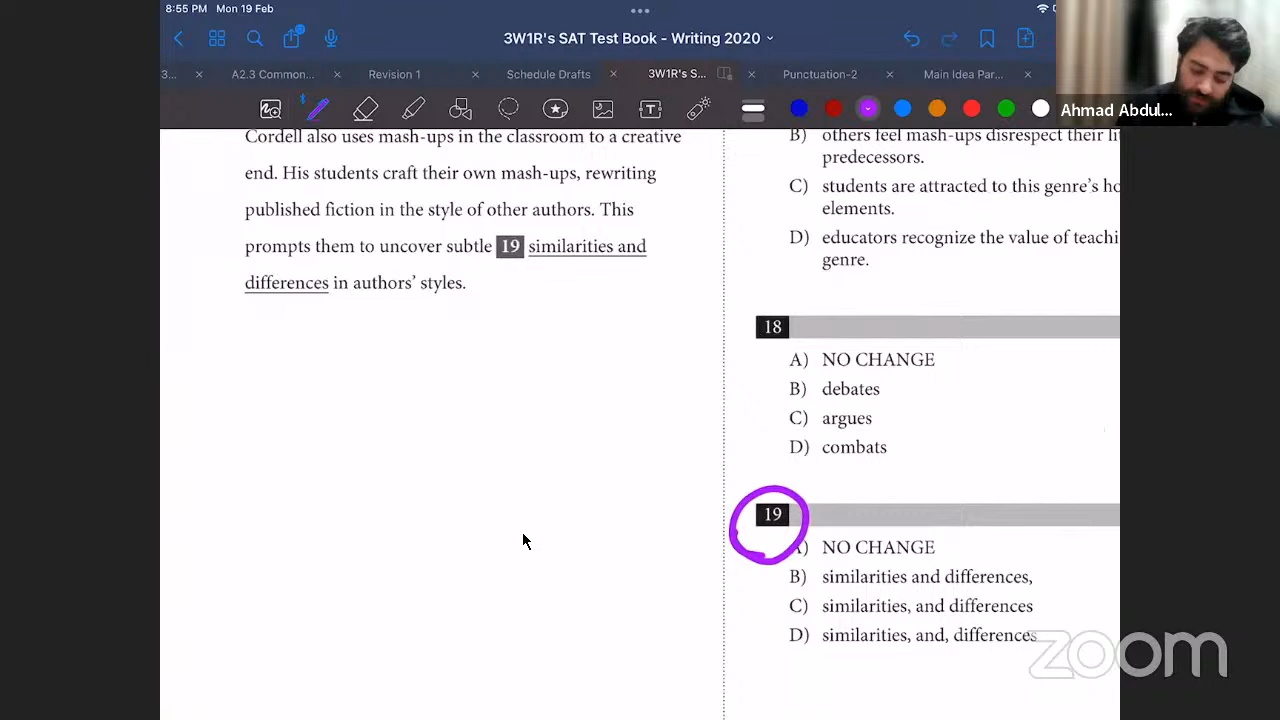 8:55 PM Mon 19 Feb
3W1R's SAT Test Book - Writing 2020
3...
A2.3 Common...
Revision 1
Schedule Drafts
3W1R's S...
Punctuation-2
Main Idea Par...
Ahmad Abdul...
Cordell also uses mash-ups in the classroom to a creative
end. His students craft their own mash-ups, rewriting
published fiction in the style of other authors. This
prompts them to uncover subtle 19 similarities and
differences in authors' styles.
B) others feel mash-ups disrespect their
predecessors.
C) students are attracted to this genre's
elements.
D) educators recognize the value of
genre.
18
A) NO CHANGE
B) debates
C) argues
D) combats
19
A) NO CHANGE
B) similarities and differences,
C) similarities, and differences
D) similarities, and, differences
zoom